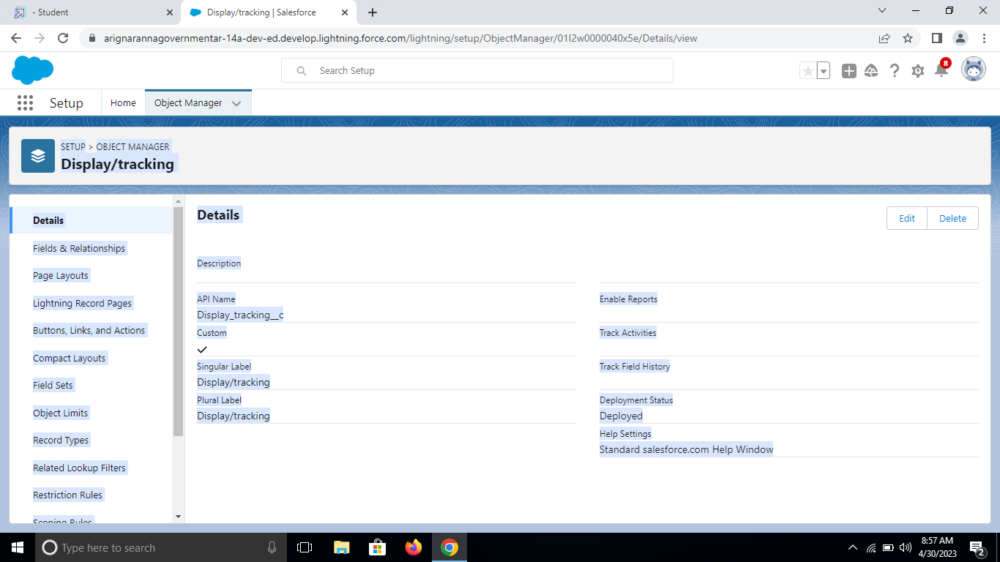 - Student
Display/tracking | Salesforce
arignarannagovernmentar-14a-dev-ed.develop.lightning.force.com/lightning/setup/ObjectManager/01I2w0000040x5e/Details/view
Search Setup
8
Setup
Home
Object Manager
SETUP > OBJECT MANAGER
Display/tracking
Details
Fields & Relationships
Page Layouts
Lightning Record Pages
Buttons, Links, and Actions
Compact Layouts
Field Sets
Object Limits
Record Types
Related Lookup Filters
Restriction Rules
Scoping Rules
Details
Edit
Delete
Description
API Name
Display_tracking__c
Custom
Singular Label
Display/tracking
Plural Label
Display/tracking
Enable Reports
Track Activities
Track Field History
Deployment Status
Deployed
Help Settings
Standard salesforce.com Help Window
Type here to search
8:57 AM
4/30/2023
2